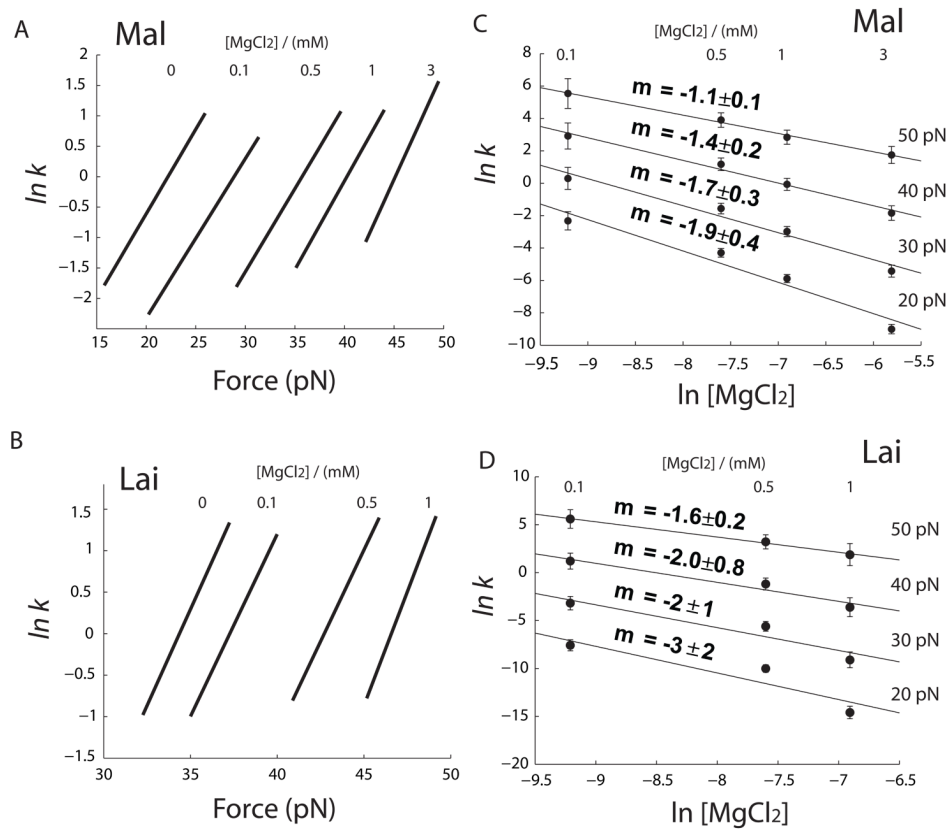 A
Mal
[MgCl2] / (mM)
0
0.1
0.5
1
3
2
1.5
1
0.5
0
−0.5
−1
−1.5
−2
ln k
15
20
25
30
35
40
45
50
Force (pN)
C
Mal
[MgCl2] / (mM)
0.1
0.5
1
3
8
6
4
2
0
−2
−4
−6
−8
−10
ln k
m = -1.1±0.1
m = -1.4±0.2
m = -1.7±0.3
m = -1.9±0.4
50 pN
40 pN
30 pN
20 pN
−9.5
−9
−8.5
−8
−7.5
−7
−6.5
−6
−5.5
ln [MgCl2]
B
Lai
[MgCl2] / (mM)
0
0.1
0.5
1
1.5
1
0.5
0
−0.5
−1
−1.5
ln k
30
35
40
45
50
Force (pN)
D
Lai
[MgCl2] / (mM)
0.1
0.5
1
10
5
0
−5
−10
−15
−20
ln k
m = -1.6±0.2
m = -2.0±0.8
m = -2 ±1
m = -3 ±2
50 pN
40 pN
30 pN
20 pN
−9.5
−9
−8.5
−8
−7.5
−7
−6.5
ln [MgCl2]